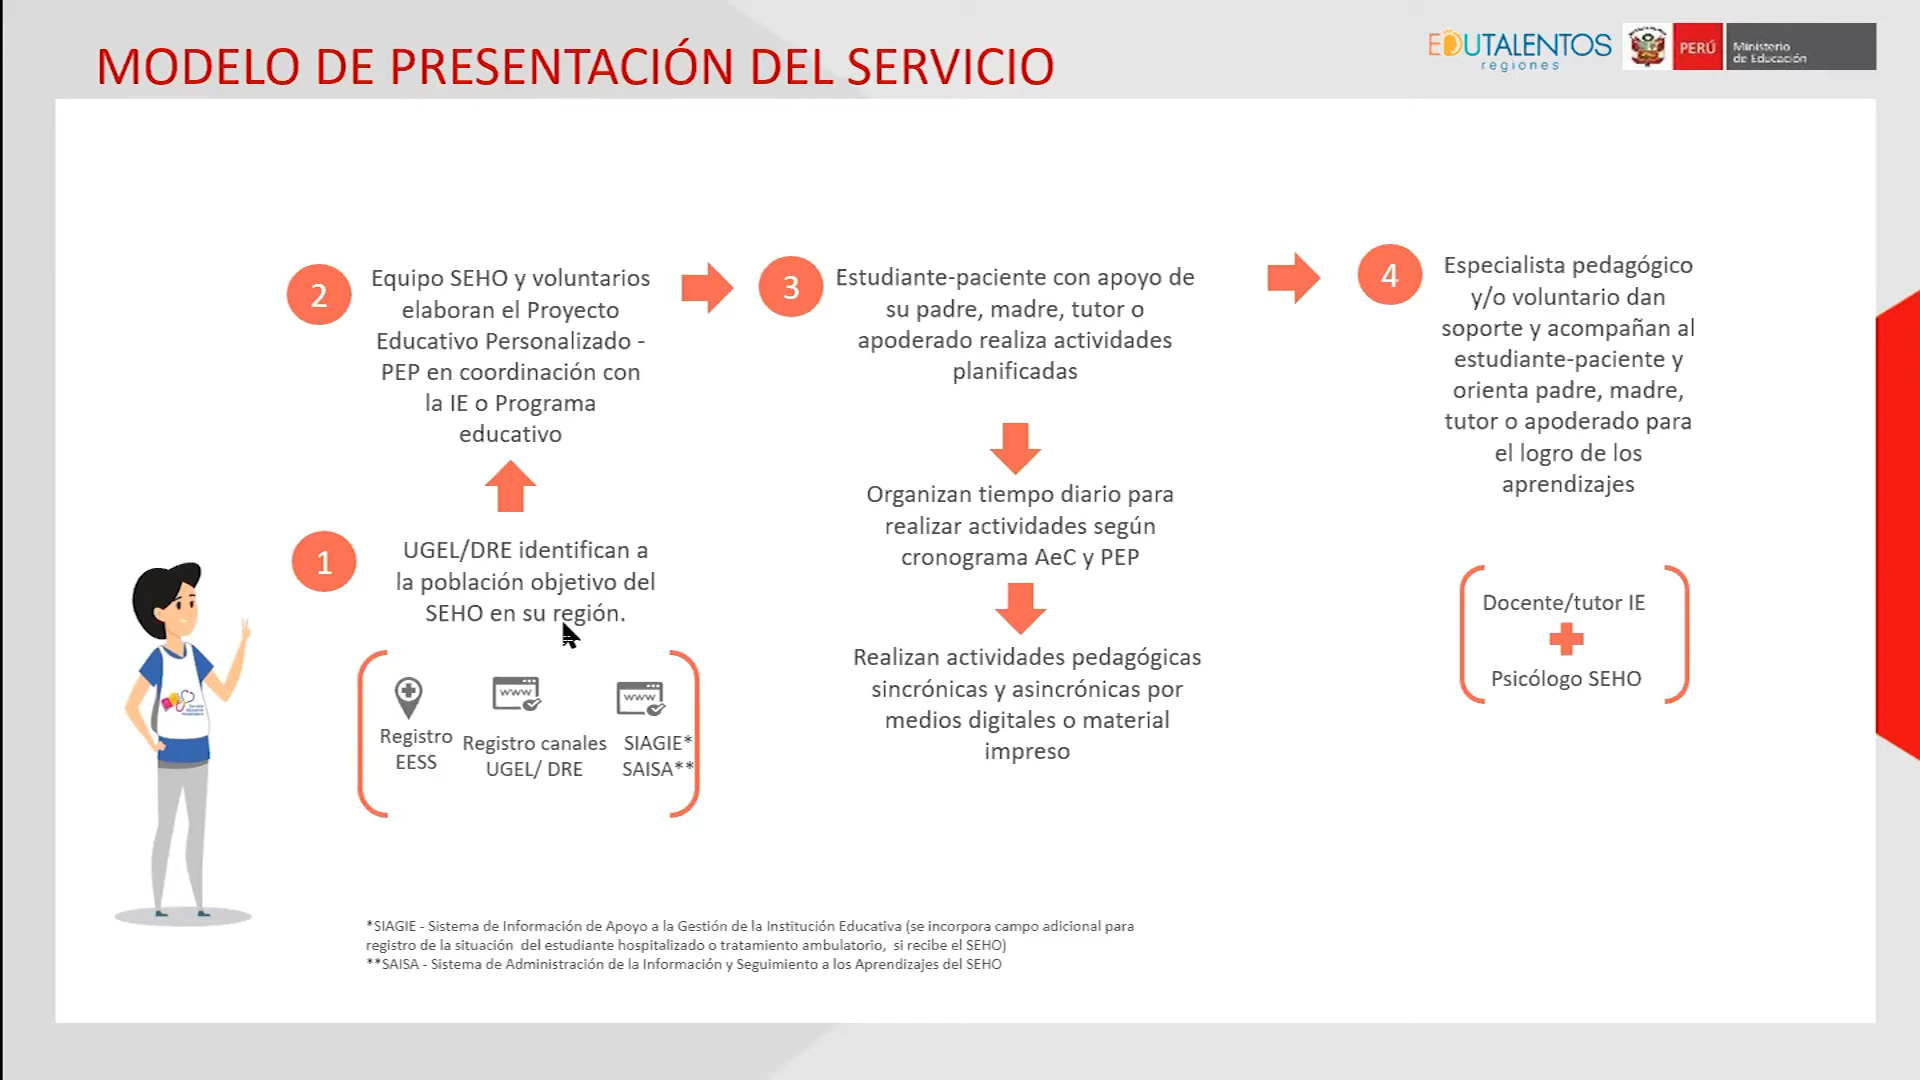 MODELO DE PRESENTACIÓN DEL SERVICIO
EDUTALENTOS
regiones
PERÚ
Ministerio
de Educación
1
UGEL/DRE identifican a
la población objetivo del
SEHO en su región.
Registro
EESS
www
Registro canales
UGEL/ DRE
www
SIAGIE*
SAISA**
2
Equipo SEHO y voluntarios
elaboran el Proyecto
Educativo Personalizado -
PEP en coordinación con
la IE o Programa
educativo
3
Estudiante-paciente con apoyo de
su padre, madre, tutor o
apoderado realiza actividades
planificadas
Organizan tiempo diario para
realizar actividades según
cronograma AeC y PEP
Realizan actividades pedagógicas
sincrónicas y asincrónicas por
medios digitales o material
impreso
4
Especialista pedagógico
y/o voluntario dan
soporte y acompañan al
estudiante-paciente y
orienta padre, madre,
tutor o apoderado para
el logro de los
aprendizajes
Docente/tutor IE
Psicólogo SEHO
*SIAGIE - Sistema de Información de Apoyo a la Gestión de la Institución Educativa (se incorpora campo adicional para
registro de la situación  del estudiante hospitalizado o tratamiento ambulatorio,  si recibe el SEHO)
**SAISA - Sistema de Administración de la Información y Seguimiento a los Aprendizajes del SEHO